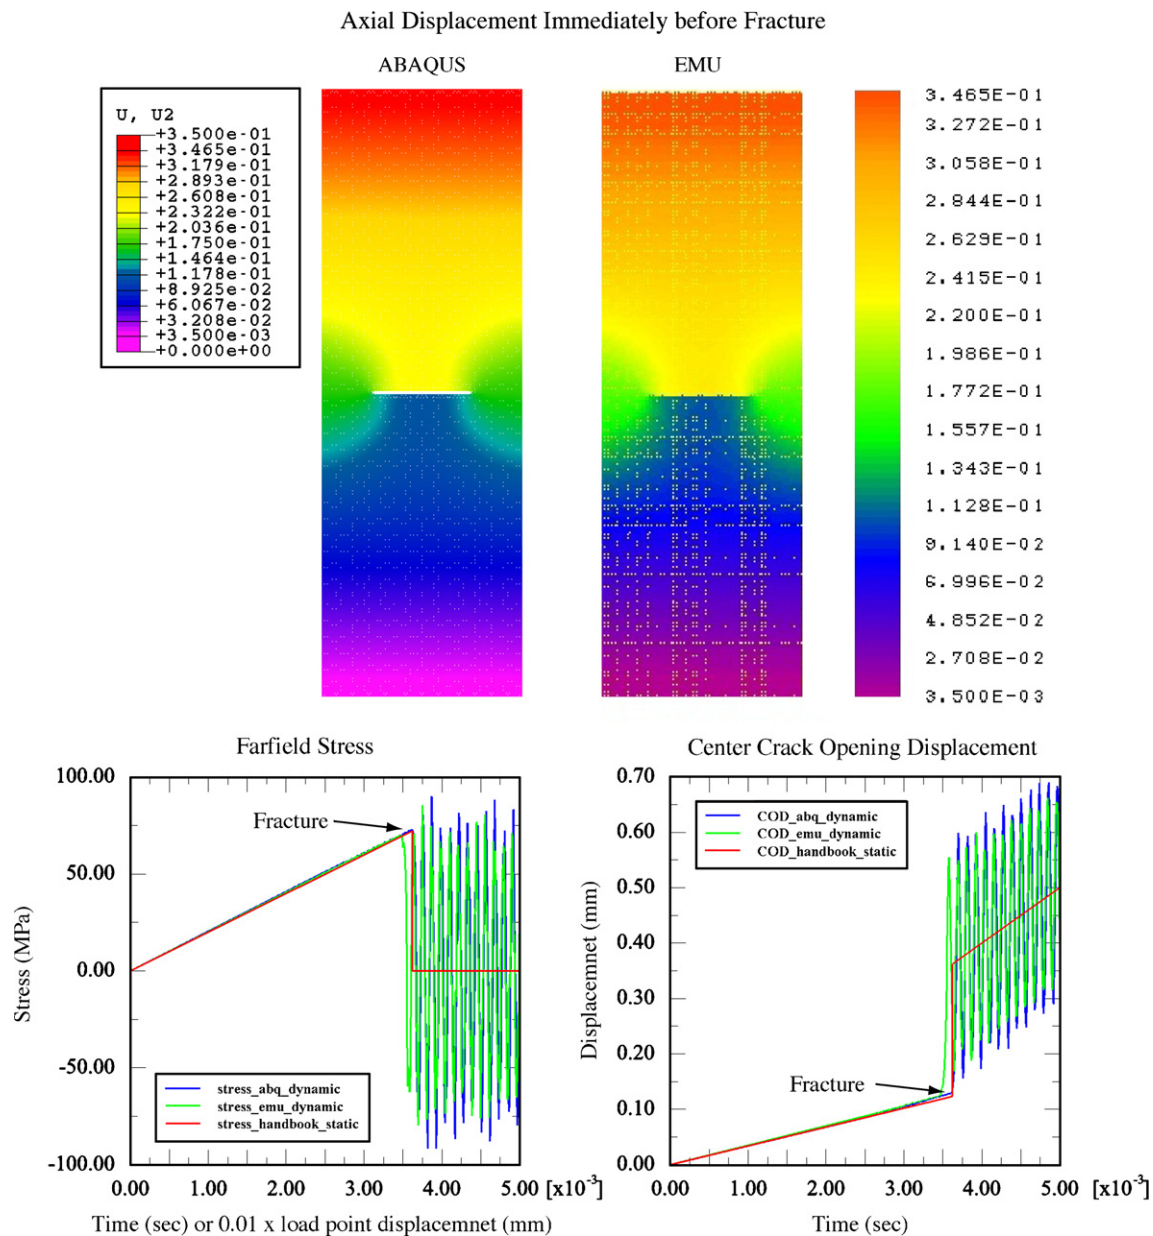 Axial Displacement Immediately before Fracture
ABAQUS
EMU
U, U2
+3.500e-01
+3.465e-01
+3.179e-01
+2.893e-01
+2.608e-01
+2.322e-01
+2.036e-01
+1.750e-01
+1.464e-01
+1.178e-01
+8.925e-02
+6.067e-02
+3.208e-02
+3.500e-03
+0.000e+00
3.465E-01
3.272E-01
3.058E-01
2.844E-01
2.629E-01
2.415E-01
2.200E-01
1.986E-01
1.772E-01
1.557E-01
1.343E-01
1.128E-01
9.140E-02
6.996E-02
4.852E-02
2.708E-02
3.500E-03
Farfield Stress
100.00
50.00
0.00
-50.00
-100.00
Stress (MPa)
Fracture
stress_abq_dynamic
stress_emu_dynamic
stress_handbook_static
0.00 1.00 2.00 3.00 4.00 5.00 [x10-3]
Time (sec) or 0.01 x load point displacemnet (mm)
Center Crack Opening Displacement
0.70
0.60
0.50
0.40
0.30
0.20
0.10
0.00
Displacemnet (mm)
COD_abq_dynamic
COD_emu_dynamic
COD_handbook_static
Fracture
0.00 1.00 2.00 3.00 4.00 5.00 [x10-3]
Time (sec)